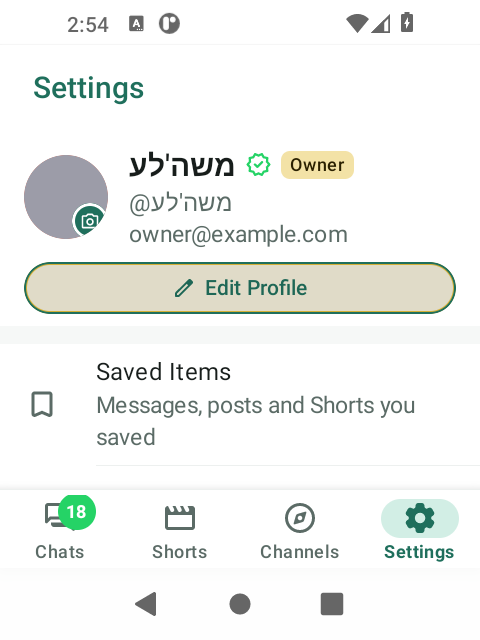 2:54
Settings
משה'לע
Owner
@משה'לע
owner@example.com
Edit Profile
Saved Items
Messages, posts and Shorts you
saved
18
Chats
Shorts
Channels
Settings